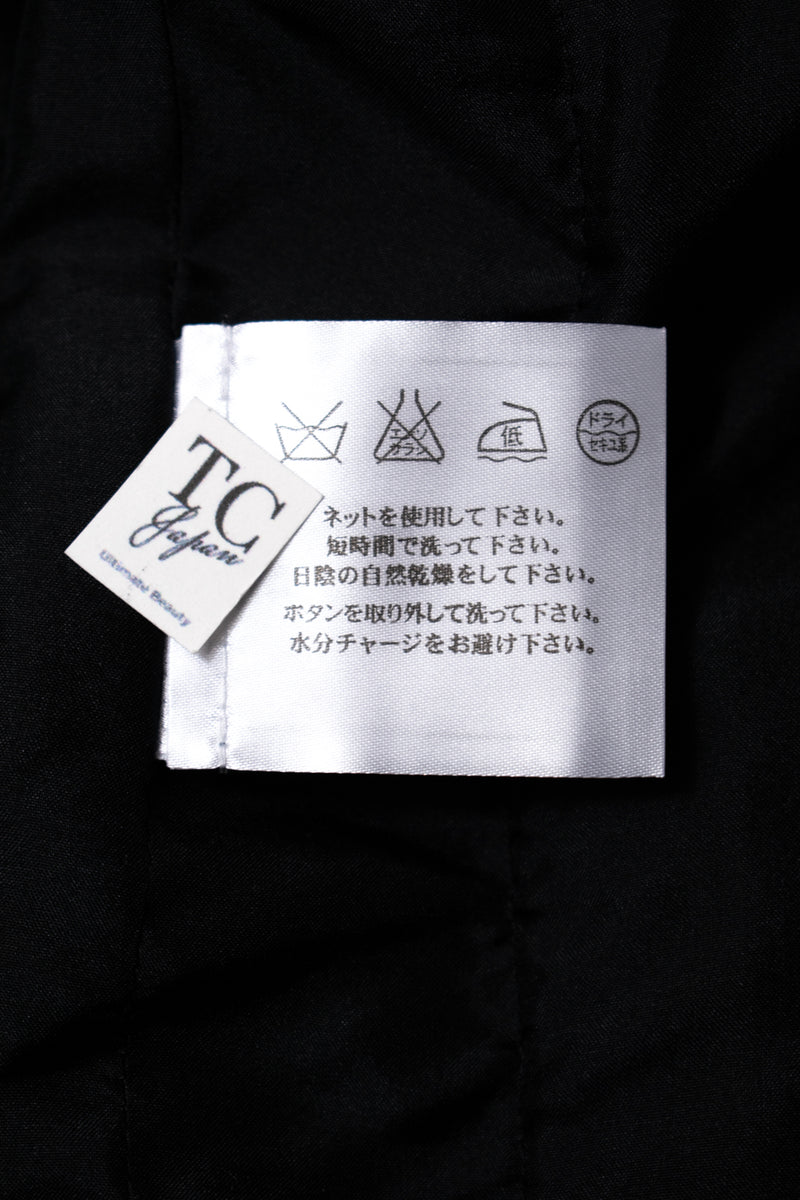 エンソ
サラシ
低
ドライ
セキユ系
TC
Japan
Ultimate Beauty
ネットを使用して下さい。
短時間で洗って下さい。
日陰の自然乾燥をして下さい。
ボタンを取り外して洗って下さい。
水分チャージをお避け下さい。